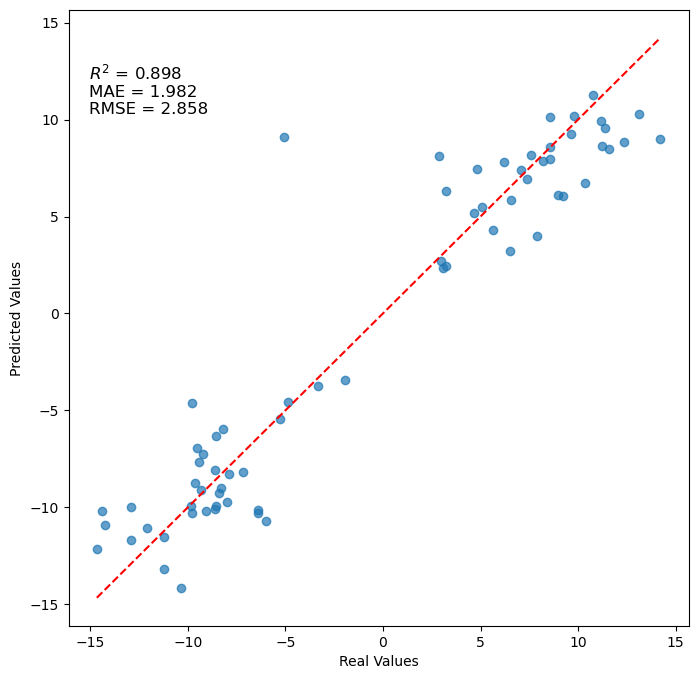 R² = 0.898
MAE = 1.982
RMSE = 2.858
15
10
5
0
−5
−10
−15
Predicted Values
−15 −10 −5 0 5 10 15
Real Values